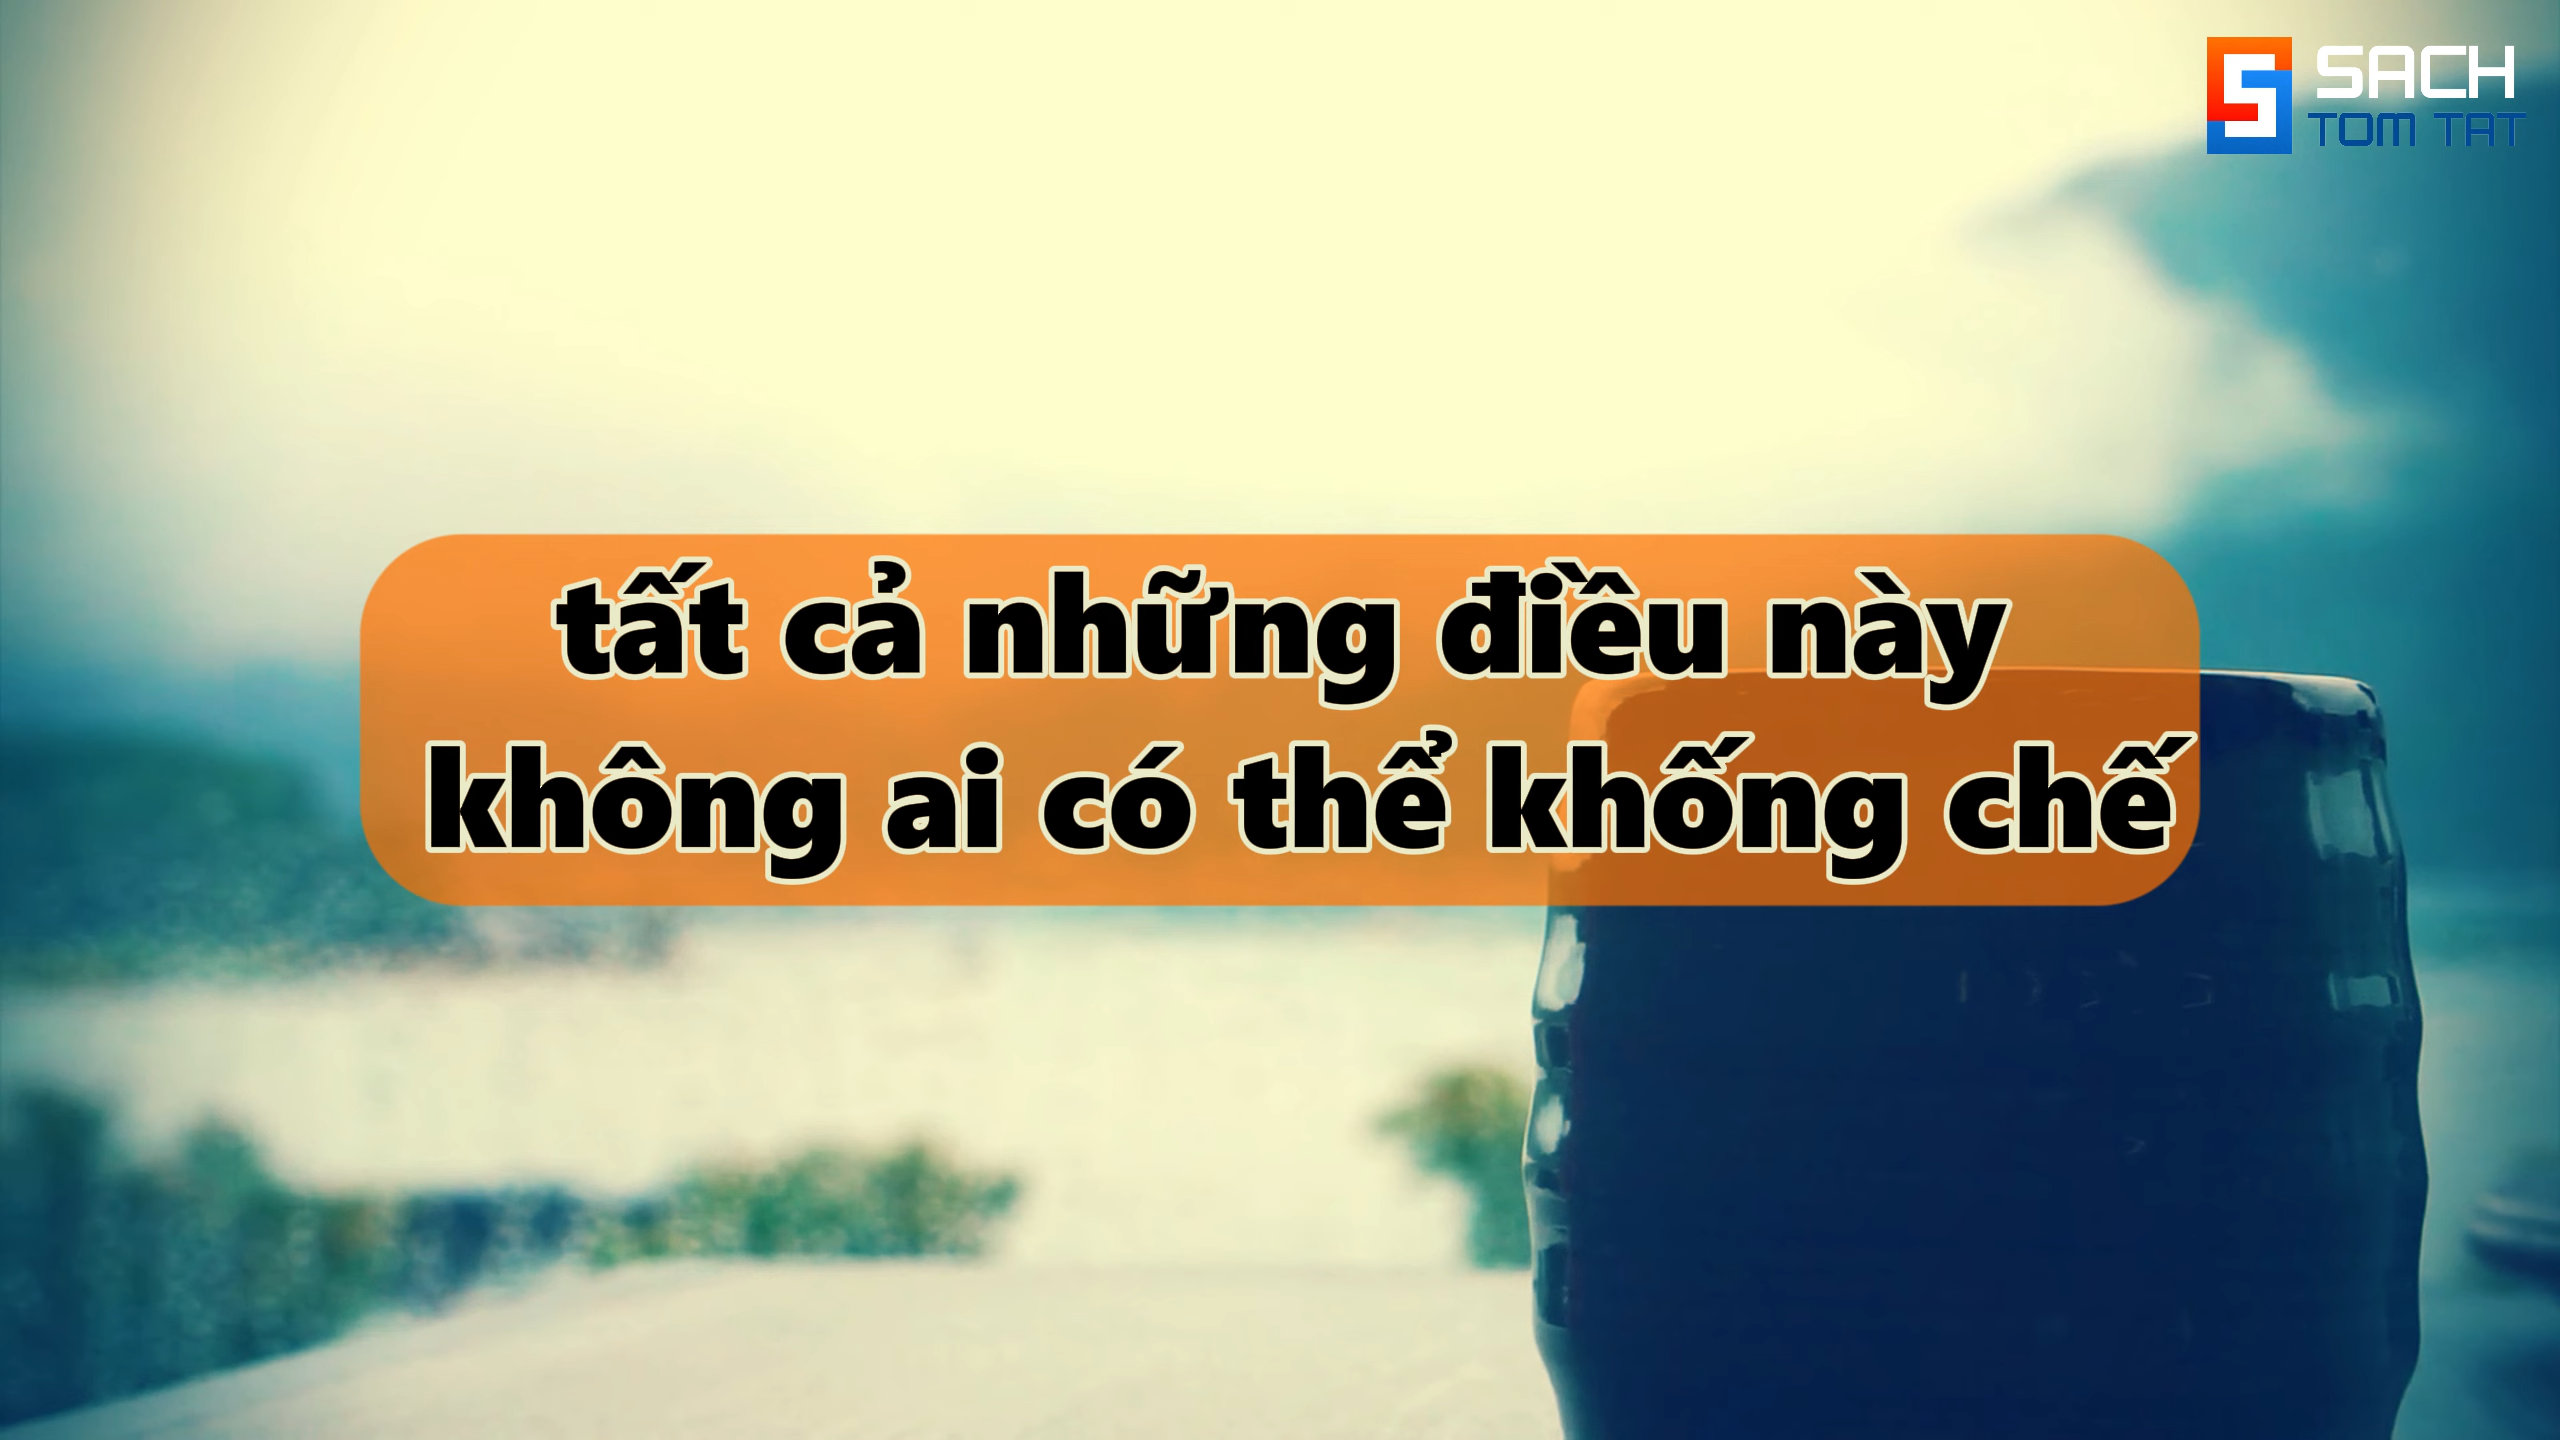 SACH
TOM TAT
tất cả những điều này
không ai có thể khống chế